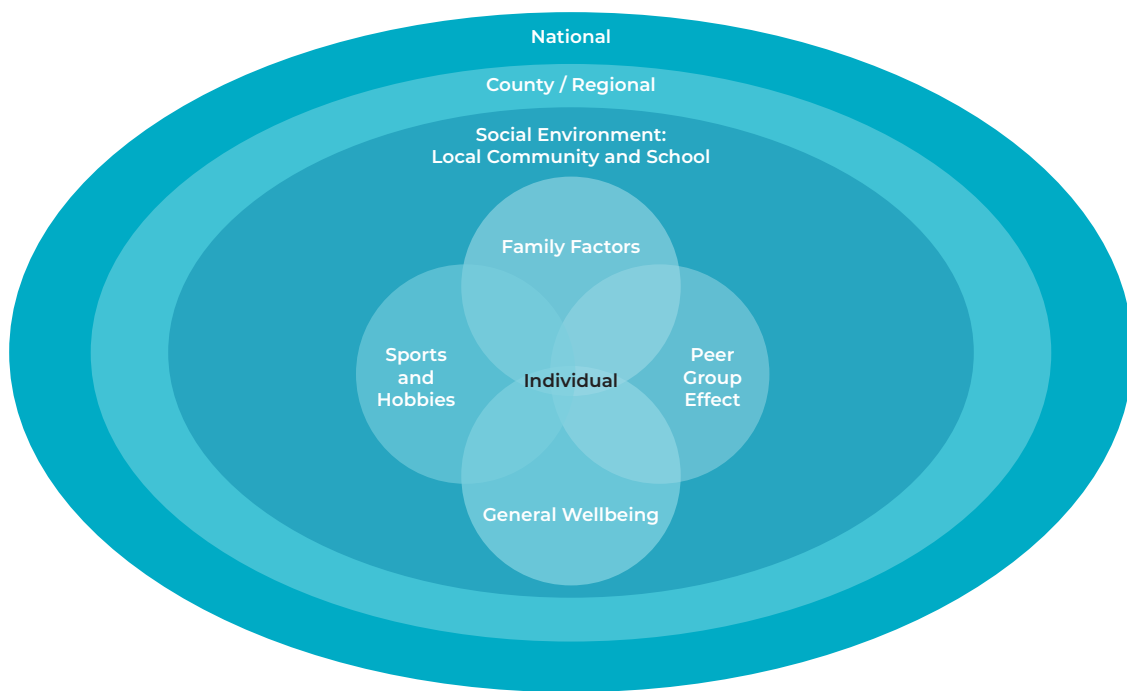 National
County / Regional
Social Environment:
Local Community and School
Family Factors
Sports
and
Hobbies
Individual
Peer
Group
Effect
General Wellbeing